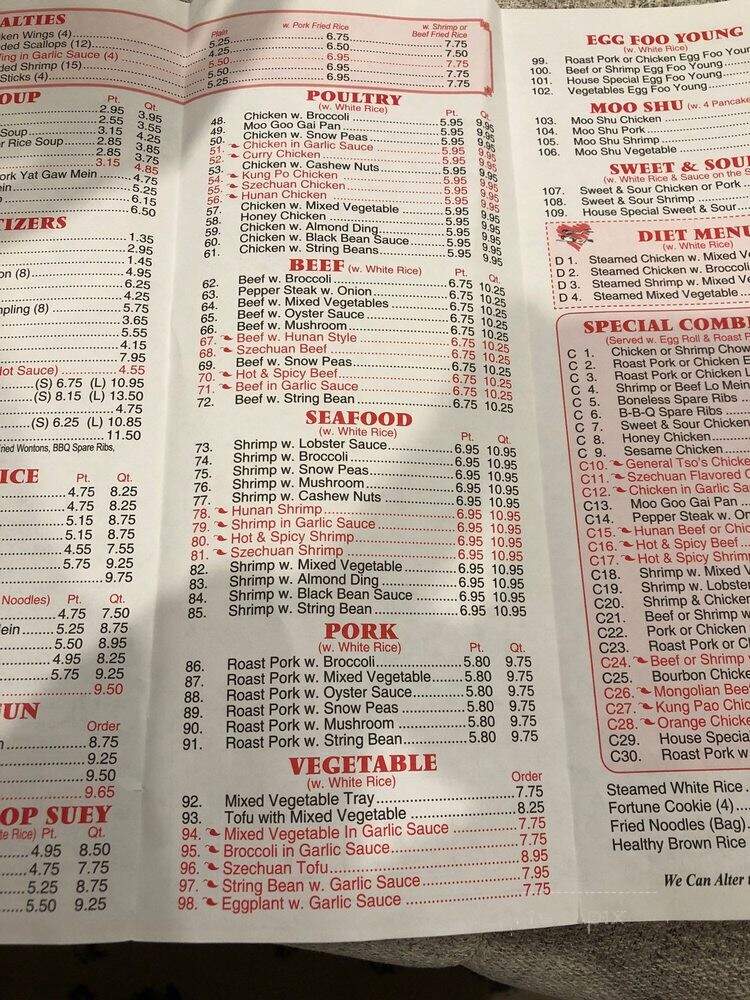 ALTIES
Plain
w. Pork Fried Rice
w. Shrimp or
Beef Fried Rice
ken Wings (4) 5.25 6.75 7.75
ded Scallops (12) 4.25 6.50 7.50
ing in Garlic Sauce (4) 5.50 6.95 7.75
ded Shrimp (15) 5.50 6.95 7.75
Sticks (4) 5.25 7.75 7.75
OUP
Pt. Qt.
2.95 3.95
2.55 3.55
Soup 3.15 4.25
r Rice Soup 2.85 3.85
2.85 3.75
3.15 4.85
ork Yat Gaw Mein 4.75
ein 5.25
6.15
6.50
TIZERS
1.35
2.95
1.45
on (8) 4.95
6.25
4.25
mpling (8) 5.75
3.65
5.55
4.15
7.95
Hot Sauce) 4.55
(S) 6.75 (L) 10.95
(S) 8.15 (L) 13.50
4.75
(S) 6.25 (L) 10.85
11.50
ried Wontons, BBQ Spare Ribs,
ICE
Pt. Qt.
4.75 8.25
4.75 8.25
5.15 8.75
5.15 8.75
4.55 7.55
5.75 9.25
9.75
Noodles) Pt. Qt.
4.75 7.50
ein 5.25 8.75
5.50 8.95
4.95 8.25
5.75 9.25
9.50
UN
Order
8.75
9.25
9.50
9.65
OP SUEY
te Rice) Pt. Qt.
4.95 8.50
4.75 7.75
5.25 8.75
5.50 9.25
POULTRY
(w. White Rice) Pt. Qt.
48. Chicken w. Broccoli 5.95 9.95
49. Moo Goo Gai Pan 5.95 9.95
50. Chicken w. Snow Peas 5.95 9.95
51. Chicken in Garlic Sauce 5.95 9.95
52. Curry Chicken 5.95 9.95
53. Chicken w. Cashew Nuts 5.95 9.95
54. Kung Po Chicken 5.95 9.95
55. Szechuan Chicken 5.95 9.95
56. Hunan Chicken 5.95 9.95
57. Chicken w. Mixed Vegetable 5.95 9.95
58. Honey Chicken 5.95 9.95
59. Chicken w. Almond Ding 5.95 9.95
60. Chicken w. Black Bean Sauce 5.95 9.95
61. Chicken w. String Beans 5.95 9.95
BEEF (w. White Rice) Pt. Qt.
62. Beef w. Broccoli 6.75 10.25
63. Pepper Steak w. Onion 6.75 10.25
64. Beef w. Mixed Vegetables 6.75 10.25
65. Beef w. Oyster Sauce 6.75 10.25
66. Beef w. Mushroom 6.75 10.25
67. Beef w. Hunan Style 6.75 10.25
68. Szechuan Beef 6.75 10.25
69. Beef w. Snow Peas 6.75 10.25
70. Hot & Spicy Beef 6.75 10.25
71. Beef in Garlic Sauce 6.75 10.25
72. Beef w. String Bean 6.75 10.25
SEAFOOD
(w. White Rice) Pt. Qt.
73. Shrimp w. Lobster Sauce 6.95 10.95
74. Shrimp w. Broccoli 6.95 10.95
75. Shrimp w. Snow Peas 6.95 10.95
76. Shrimp w. Mushroom 6.95 10.95
77. Shrimp w. Cashew Nuts 6.95 10.95
78. Hunan Shrimp 6.95 10.95
79. Shrimp in Garlic Sauce 6.95 10.95
80. Hot & Spicy Shrimp 6.95 10.95
81. Szechuan Shrimp 6.95 10.95
82. Shrimp w. Mixed Vegetable 6.95 10.95
83. Shrimp w. Almond Ding 6.95 10.95
84. Shrimp w. Black Bean Sauce 6.95 10.95
85. Shrimp w. String Bean 6.95 10.95
PORK
(w. White Rice) Pt. Qt.
86. Roast Pork w. Broccoli 5.80 9.75
87. Roast Pork w. Mixed Vegetable 5.80 9.75
88. Roast Pork w. Oyster Sauce 5.80 9.75
89. Roast Pork w. Snow Peas 5.80 9.75
90. Roast Pork w. Mushroom 5.80 9.75
91. Roast Pork w. String Bean 5.80 9.75
VEGETABLE
(w. White Rice) Order
92. Mixed Vegetable Tray 7.75
93. Tofu with Mixed Vegetable 8.25
94. Mixed Vegetable In Garlic Sauce 7.75
95. Broccoli in Garlic Sauce 7.75
96. Szechuan Tofu 8.95
97. String Bean w. Garlic Sauce 7.95
98. Eggplant w. Garlic Sauce 7.75
EGG FOO YOUNG
(w. White Rice)
99. Roast Pork or Chicken Egg Foo You
100. Beef or Shrimp Egg Foo Young
101. House Special Egg Foo Young
102. Vegetables Egg Foo Young
MOO SHU (w. 4 Pancak
103. Moo Shu Chicken
104. Moo Shu Pork
105. Moo Shu Shrimp
106. Moo Shu Vegetable
SWEET & SOU
(w. White Rice & Sauce on the S
107. Sweet & Sour Chicken or Pork
108. Sweet & Sour Shrimp
109. House Special Sweet & Sour
DIET MENU
(w. White Rice)
D 1. Steamed Chicken w. Mixed V
D 2. Steamed Chicken w. Broccoli
D 3. Steamed Shrimp w. Mixed Ve
D 4. Steamed Mixed Vegetable
SPECIAL COMBI
(Served w. Egg Roll & Roast P
C 1. Chicken or Shrimp Chow
C 2. Roast Pork or Chicken E
C 3. Roast Pork or Chicken L
C 4. Shrimp or Beef Lo Mein
C 5. Boneless Spare Ribs
C 6. B-B-Q Spare Ribs
C 7. Sweet & Sour Chicken
C 8. Honey Chicken
C 9. Sesame Chicken
C10. General Tso's Chicke
C11. Szechuan Flavored C
C12. Chicken in Garlic Sau
C13. Moo Goo Gai Pan
C14. Pepper Steak w. On
C15. Hunan Beef or Chic
C16. Hot & Spicy Beef
C17. Hot & Spicy Shrimp
C18. Shrimp w. Mixed V
C19. Shrimp w. Lobster
C20. Shrimp & Chicken
C21. Beef or Shrimp w
C22. Pork or Chicken
C23. Roast Pork or Ch
C24. Beef or Shrimp
C25. Bourbon Chicke
C26. Mongolian Beef
C27. Kung Pao Chic
C28. Orange Chicken
C29. House Specia
C30. Roast Pork w
Steamed White Rice
Fortune Cookie (4)
Fried Noodles (Bag)
Healthy Brown Rice
We Can Alter t